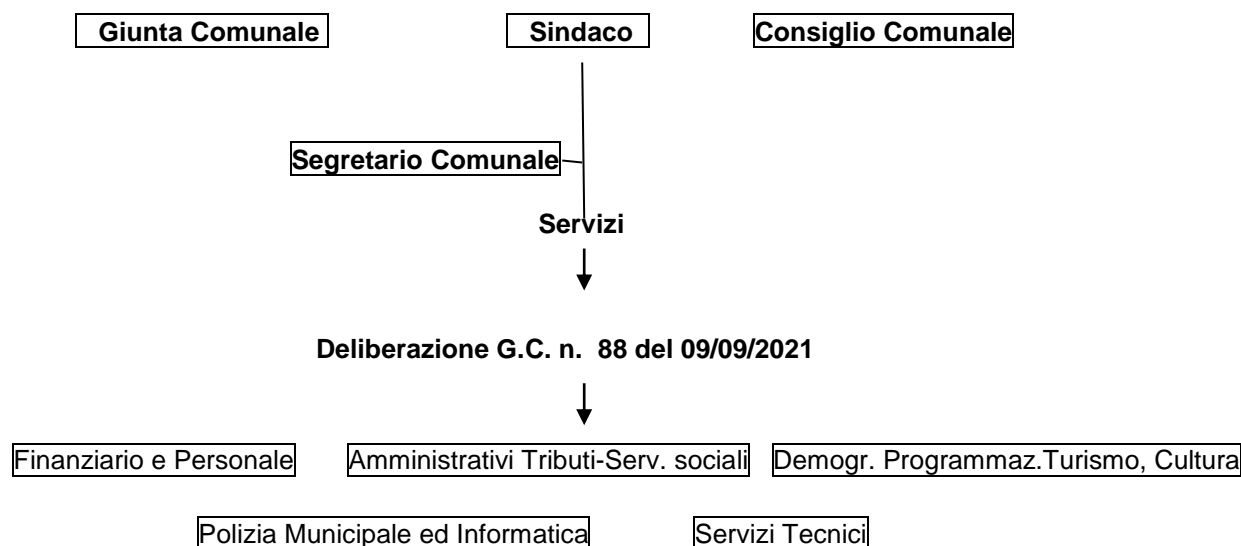 Giunta Comunale Sindaco Consiglio Comunale
Segretario Comunale
Servizi
Deliberazione G.C. n. 88 del 09/09/2021
Finanziario e Personale Amministrativi Tributi-Serv. sociali Demogr. Programmaz.Turismo, Cultura
Polizia Municipale ed Informatica Servizi Tecnici